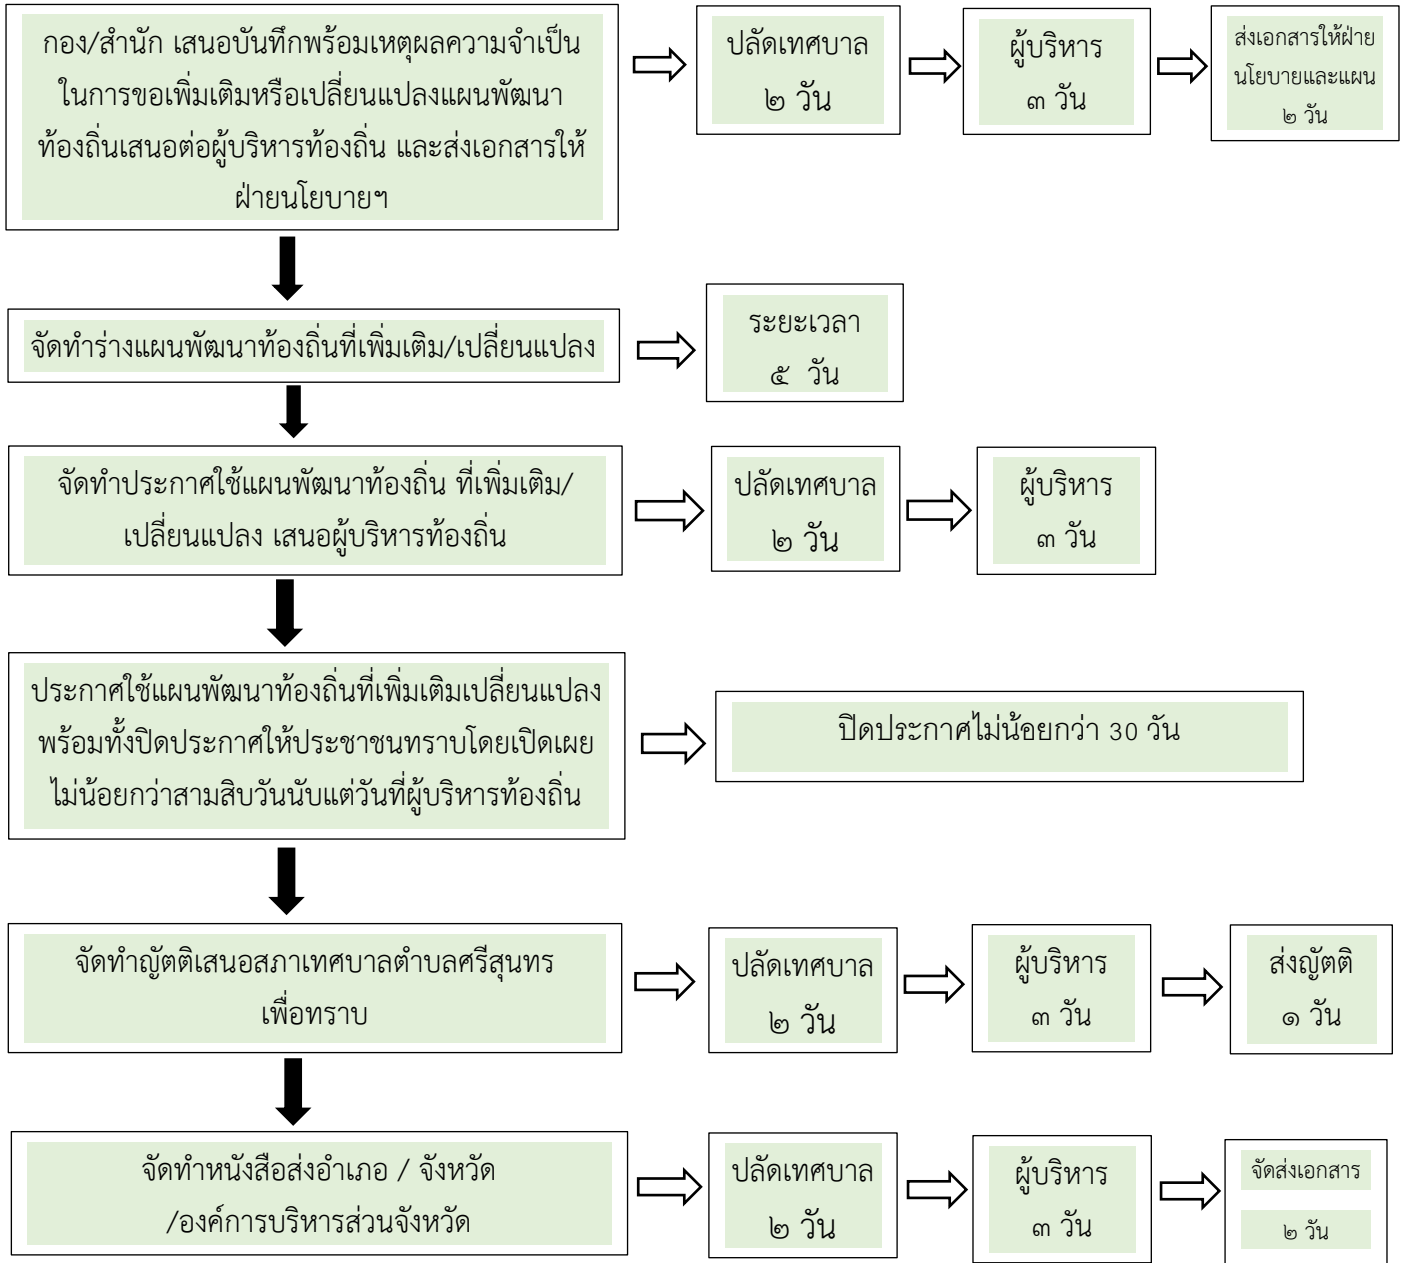 กอง/สำนัก เสนอบันทึกพร้อมเหตุผลความจำเป็น
ในการขอเพิ่มเติมหรือเปลี่ยนแปลงแผนพัฒนา
ท้องถิ่นเสนอต่อผู้บริหารท้องถิ่น และส่งเอกสารให้
ฝ่ายนโยบายฯ
ปลัดเทศบาล
๒ วัน
ผู้บริหาร
๓ วัน
ส่งเอกสารให้ฝ่าย
นโยบายและแผน
๒ วัน
จัดทำร่างแผนพัฒนาท้องถิ่นที่เพิ่มเติม/เปลี่ยนแปลง
ระยะเวลา
๕ วัน
จัดทำประกาศใช้แผนพัฒนาท้องถิ่น ที่เพิ่มเติม/
เปลี่ยนแปลง เสนอผู้บริหารท้องถิ่น
ปลัดเทศบาล
๒ วัน
ผู้บริหาร
๓ วัน
ประกาศใช้แผนพัฒนาท้องถิ่นที่เพิ่มเติมเปลี่ยนแปลง
พร้อมทั้งปิดประกาศให้ประชาชนทราบโดยเปิดเผย
ไม่น้อยกว่าสามสิบวันนับแต่วันที่ผู้บริหารท้องถิ่น
ปิดประกาศไม่น้อยกว่า 30 วัน
จัดทำญัตติเสนอสภาเทศบาลตำบลศรีสุนทร
เพื่อทราบ
ปลัดเทศบาล
๒ วัน
ผู้บริหาร
๓ วัน
ส่งญัตติ
๑ วัน
จัดทำหนังสือส่งอำเภอ / จังหวัด
/องค์การบริหารส่วนจังหวัด
ปลัดเทศบาล
๒ วัน
ผู้บริหาร
๓ วัน
จัดส่งเอกสาร
๒ วัน